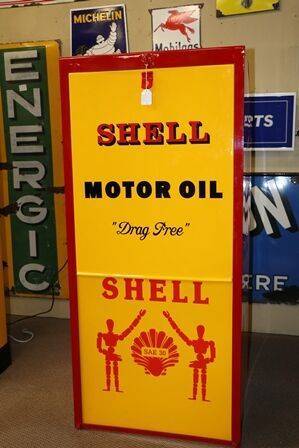 MICHELIN
Mobilgas
ENERGIC
SHELL
MOTOR OIL
"Drag Free"
SHELL
SAE 30
RTS
ON
RRE